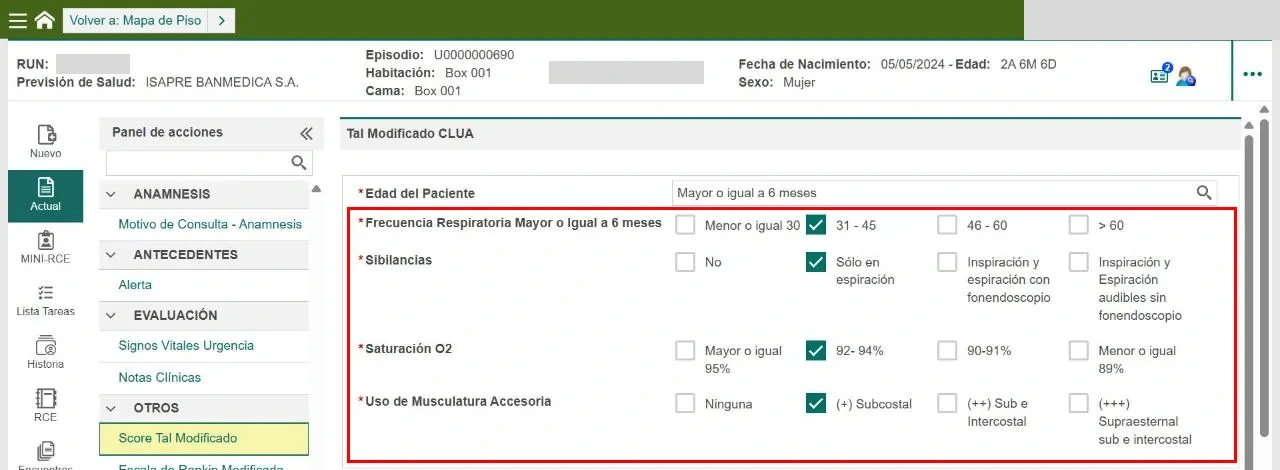 Volver a: Mapa de Piso
RUN:
Previsión de Salud: ISAPRE BANMEDICA S.A.
Episodio: U0000000690
Habitación: Box 001
Cama: Box 001
Fecha de Nacimiento: 05/05/2024 - Edad: 2A 6M 6D
Sexo: Mujer
2
Nuevo
Actual
MINI-RCE
Lista Tareas
Historia
RCE
Encuentros
Panel de acciones
ANAMNESIS
Motivo de Consulta - Anamnesis
ANTECEDENTES
Alerta
EVALUACIÓN
Signos Vitales Urgencia
Notas Clínicas
OTROS
Score Tal Modificado
Escala de Rankin Modificado
Tal Modificado CLUA
*Edad del Paciente Mayor o igual a 6 meses
*Frecuencia Respiratoria Mayor o Igual a 6 meses Menor o igual 30 31 - 45 46 - 60 > 60
*Sibilancias
No
Sólo en
espiración
Inspiración y
espiración con
fonendoscopio
Inspiración y
Espiración
audibles sin
fonendoscopio
*Saturación O2
Mayor o igual
95%
92- 94%
90-91%
Menor o igual
89%
*Uso de Musculatura Accesoria
Ninguna
(+) Subcostal
(++) Sub e
Intercostal
(+++)
Supraesternal
sub e intercostal